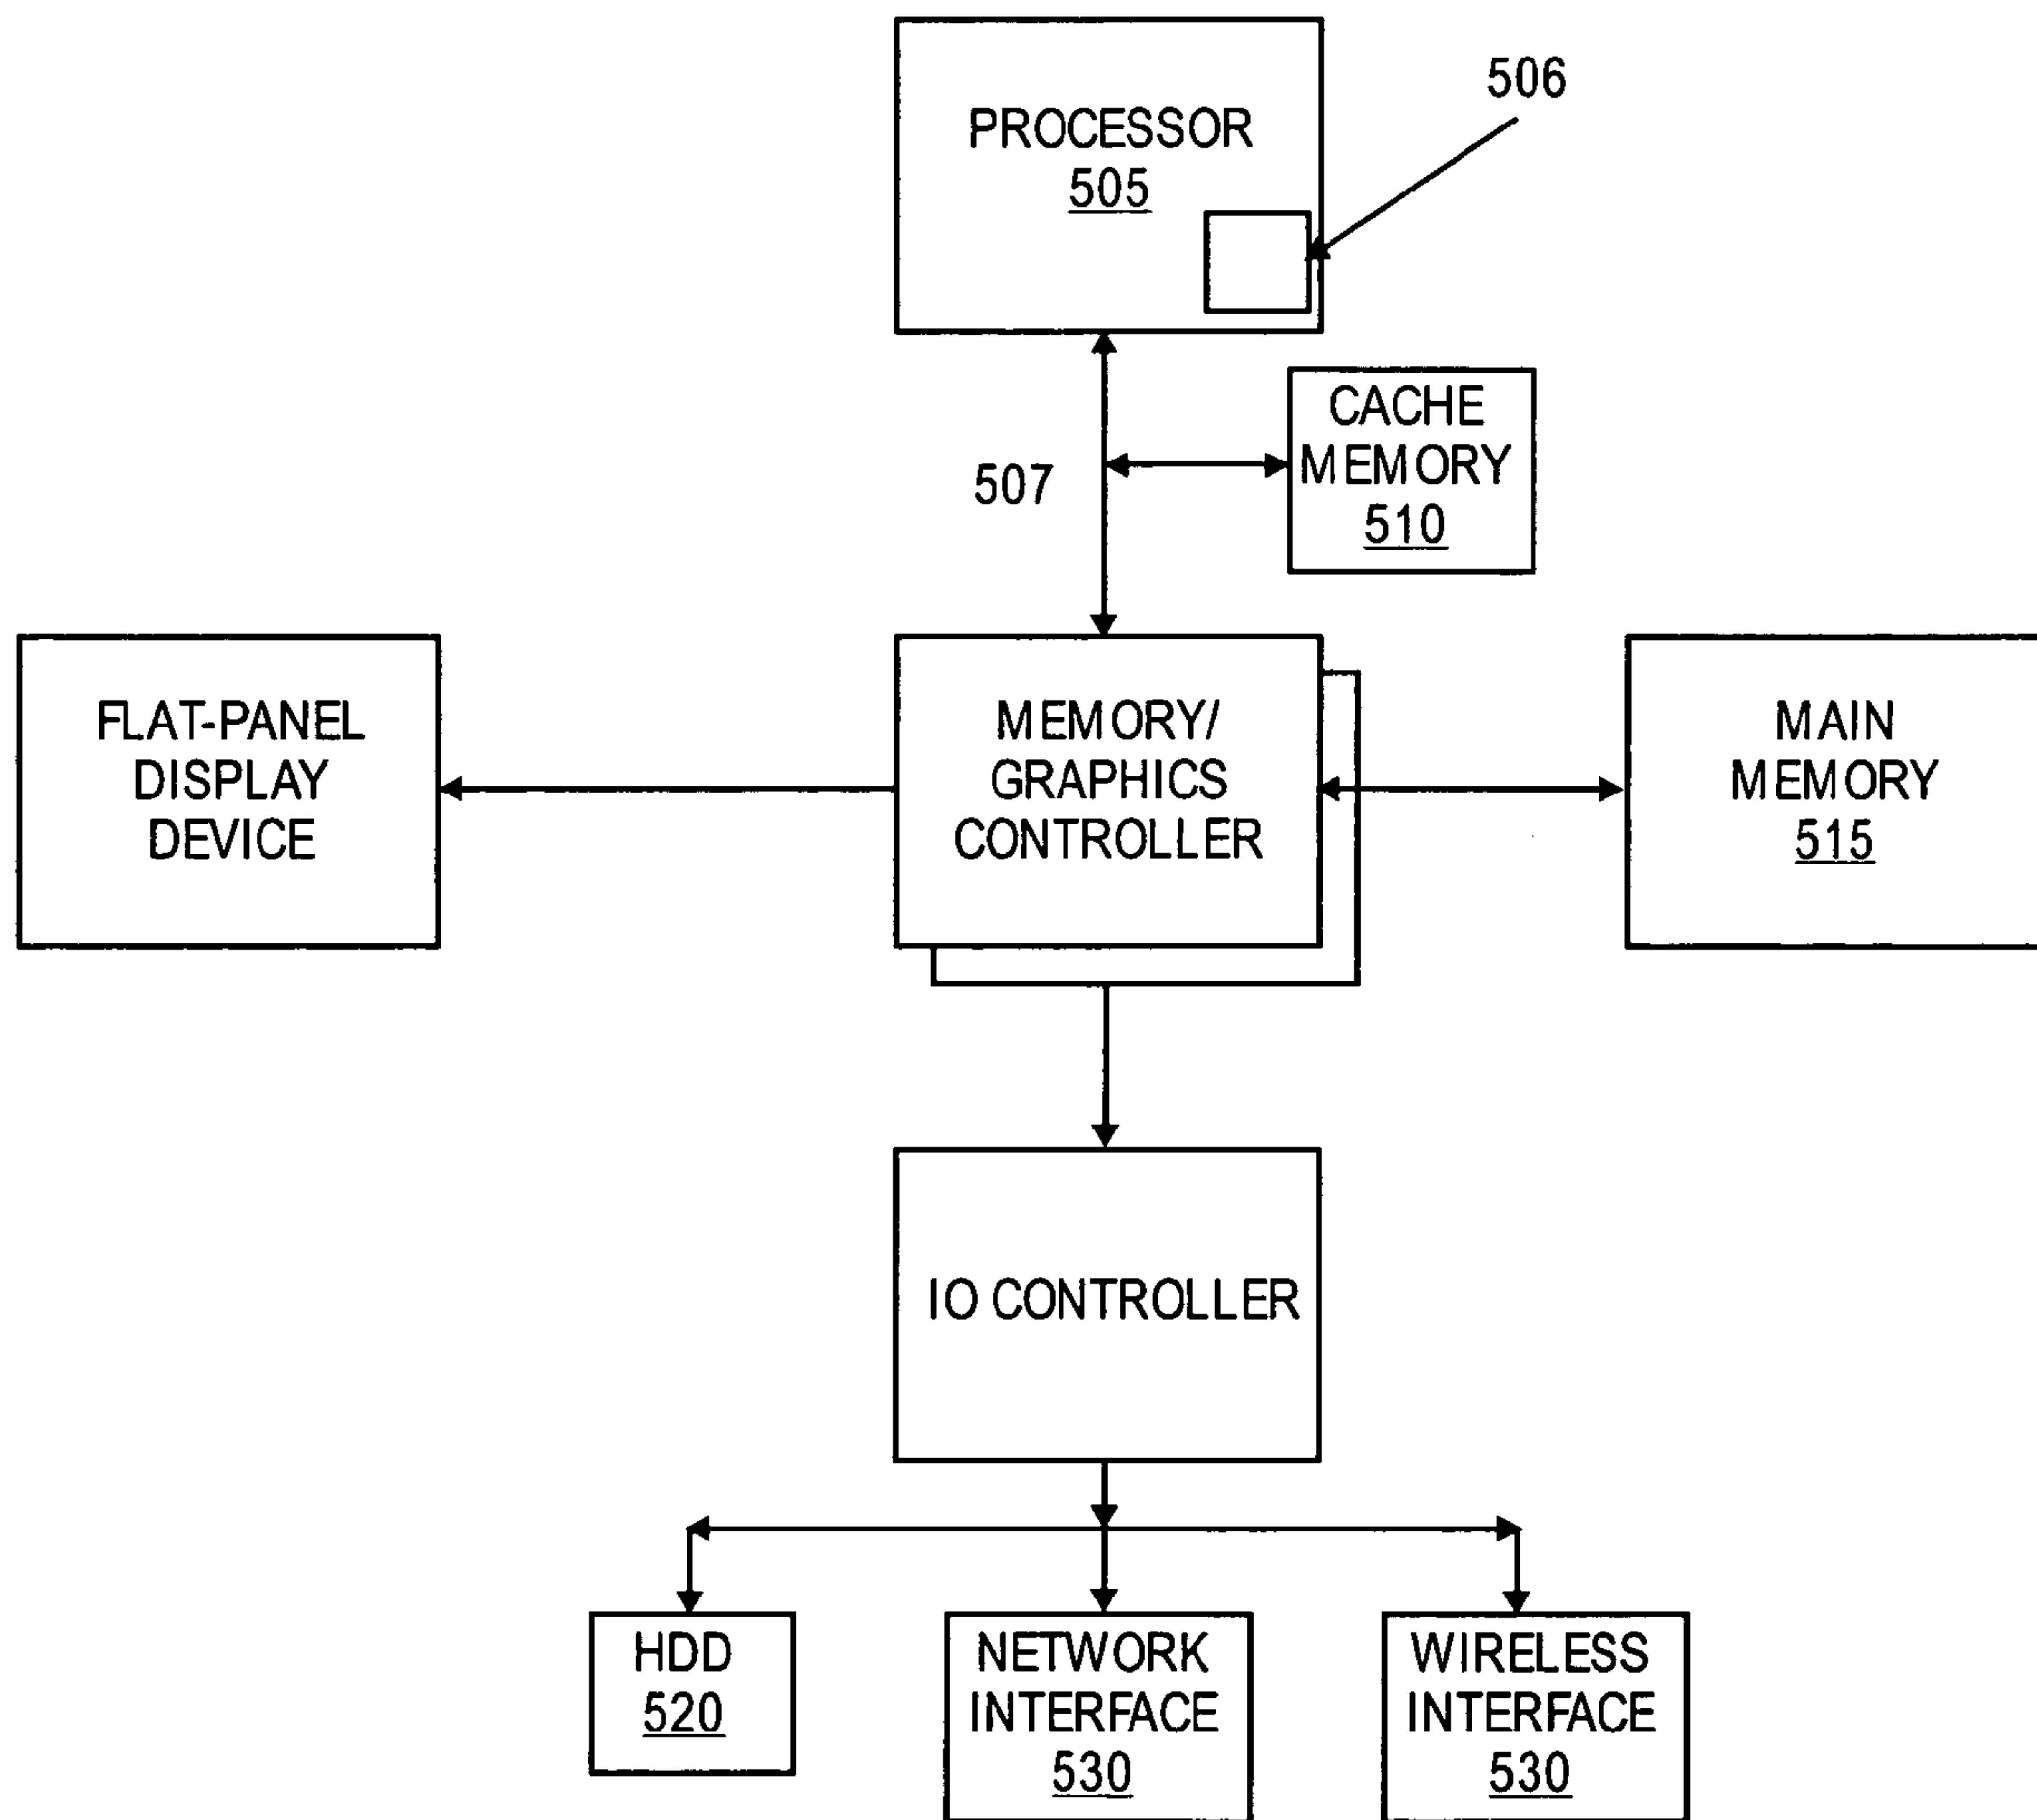 PROCESSOR
505
506
507
CACHE
MEMORY
510
FLAT-PANEL
DISPLAY
DEVICE
MEMORY/
GRAPHICS
CONTROLLER
MAIN
MEMORY
515
IO CONTROLLER
HDD
520
NETWORK
INTERFACE
530
WIRELESS
INTERFACE
530